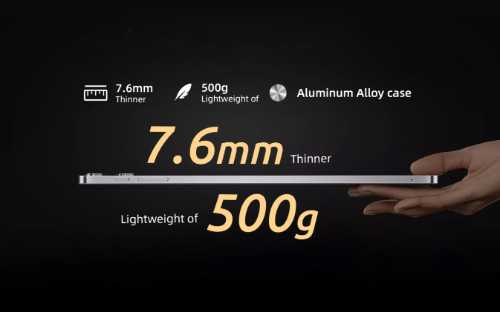 7.6mm
Thinner
500g
Lightweight of
Aluminum Alloy case
7.6mm Thinner
Lightweight of 500g